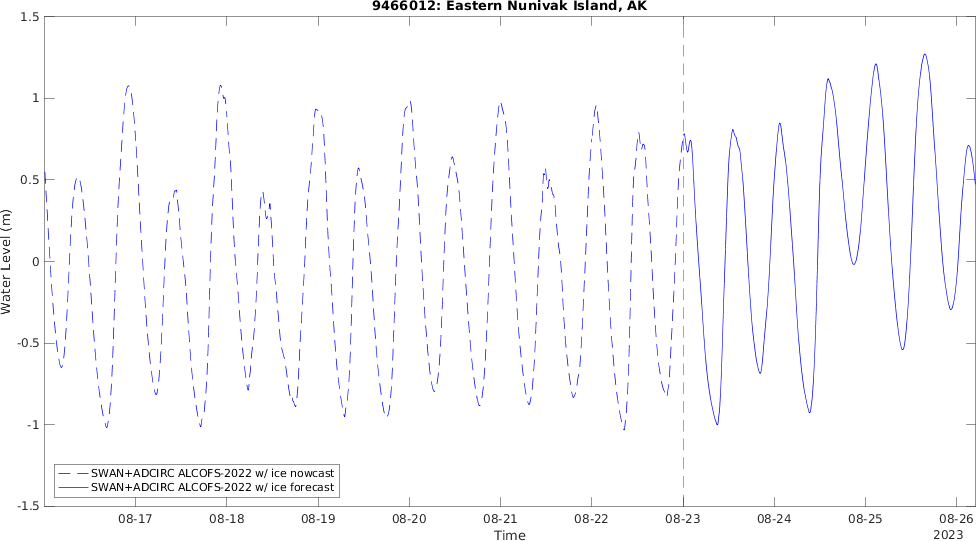 9466012: Eastern Nunivak Island, AK
1.5
1
0.5
0
-0.5
-1
-1.5
Water Level (m)
SWAN+ADCIRC ALCOFS-2022 w/ ice nowcast
SWAN+ADCIRC ALCOFS-2022 w/ ice forecast
08-17 08-18 08-19 08-20 08-21 08-22 08-23 08-24 08-25 08-26
Time 2023